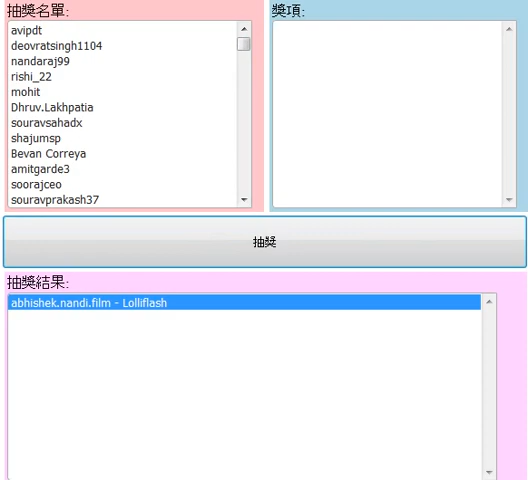 抽獎名單:
avipdt
deovratsingh1104
nandaraj99
rishi_22
mohit
Dhruv.Lakhpatia
souravsahadx
shajumsp
Bevan Correya
amitgarde3
soorajceo
souravprakash37
獎項:
抽獎
抽獎結果:
abhishek.nandi.film - Lolliflash